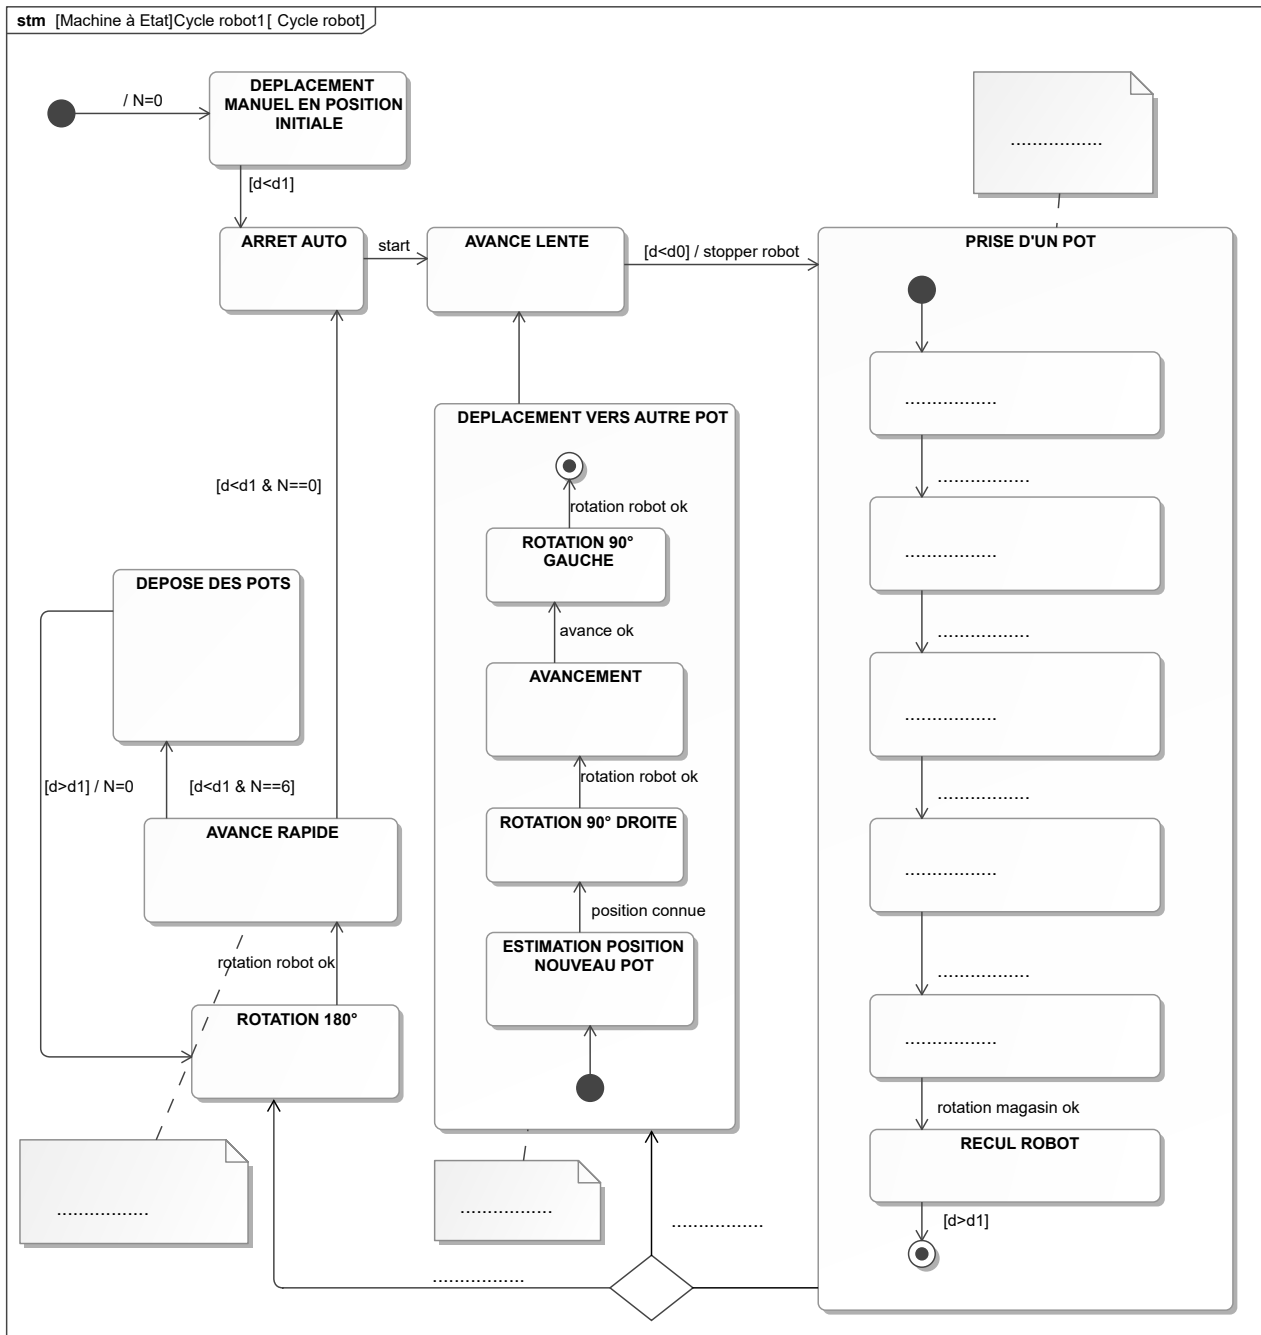 stm [Machine à Etat]Cycle robot1[ Cycle robot]
/ N=0
DEPLACEMENT
MANUEL EN POSITION
INITIALE
[d<d1]
ARRET AUTO
start
AVANCE LENTE
[d<d0] / stopper robot
.................
PRISE D'UN POT
.................
.................
.................
.................
.................
.................
.................
.................
.................
rotation magasin ok
RECUL ROBOT
[d>d1]
DEPLACEMENT VERS AUTRE POT
rotation robot ok
ROTATION 90°
GAUCHE
avance ok
AVANCEMENT
rotation robot ok
ROTATION 90° DROITE
position connue
ESTIMATION POSITION
NOUVEAU POT
[d<d1 & N==0]
DEPOSE DES POTS
[d>d1] / N=0
[d<d1 & N==6]
AVANCE RAPIDE
rotation robot ok
ROTATION 180°
.................
.................
.................
.................